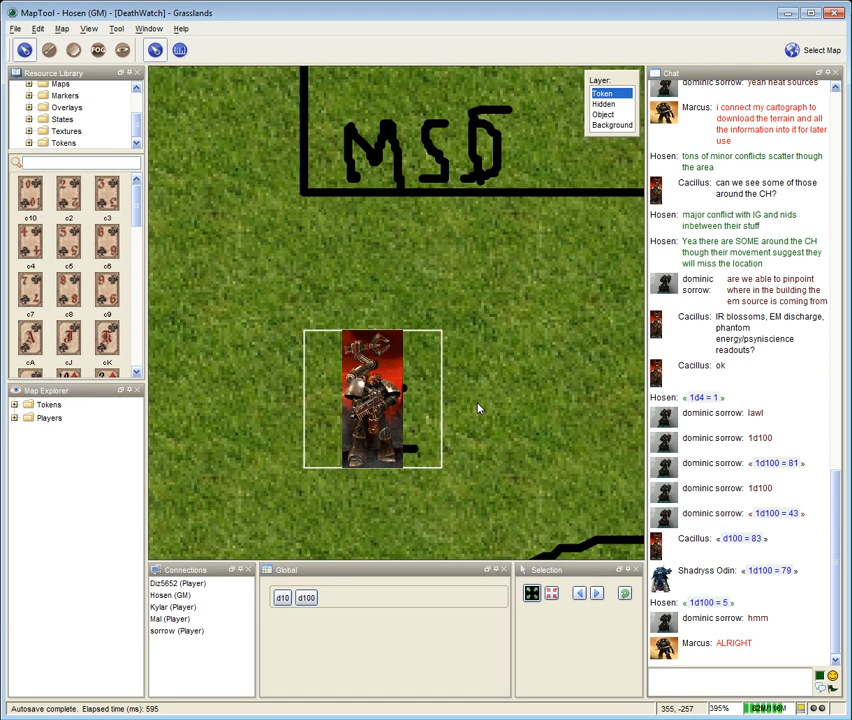 MapTool - Hosen (GM) - [DeathWatch] - Grasslands
File Edit Map View Tool Window Help
FOG
Select Map
Resource Library
Maps
Markers
Overlays
States
Textures
Tokens
c10 c2 c3
c4 c5 c6
c7 c8 c9
cA cJ cK
Map Explorer
Tokens
Players
MSD
Layer:
Token
Hidden
Object
Background
Chat
dominic sorrow: yeah heat sources
Marcus: i connect my cartograph to
download the terrain and all
the information into it for later
use
Hosen: tons of minor conflicts scatter though
the area
Cacillus: can we see some of those
around the CH?
Hosen: major conflict with IG and nids
inbetween their stuff
Hosen: Yea there are SOME around the CH
though their movement suggest they
will miss the location
dominic sorrow: are we able to pinpoint
where in the building the
em source is coming from
Cacillus: IR blossoms, EM discharge,
phantom
energy/psyniscience
readouts?
Cacillus: ok
Hosen: « 1d4 = 1 »
dominic sorrow: lawl
dominic sorrow: 1d100
dominic sorrow: « 1d100 = 81 »
dominic sorrow: 1d100
dominic sorrow: « 1d100 = 43 »
Cacillus: « d100 = 83 »
Shadryss Odin: « 1d100 = 79 »
Hosen: « 1d100 = 5 »
dominic sorrow: hmm
Marcus: ALRIGHT
Connections
Diz5652 (Player)
Hosen (GM)
Kylar (Player)
Mal (Player)
sorrow (Player)
Global
d10 d100
Selection
Autosave complete. Elapsed time (ms): 595
355, -257
395%
82M/116M